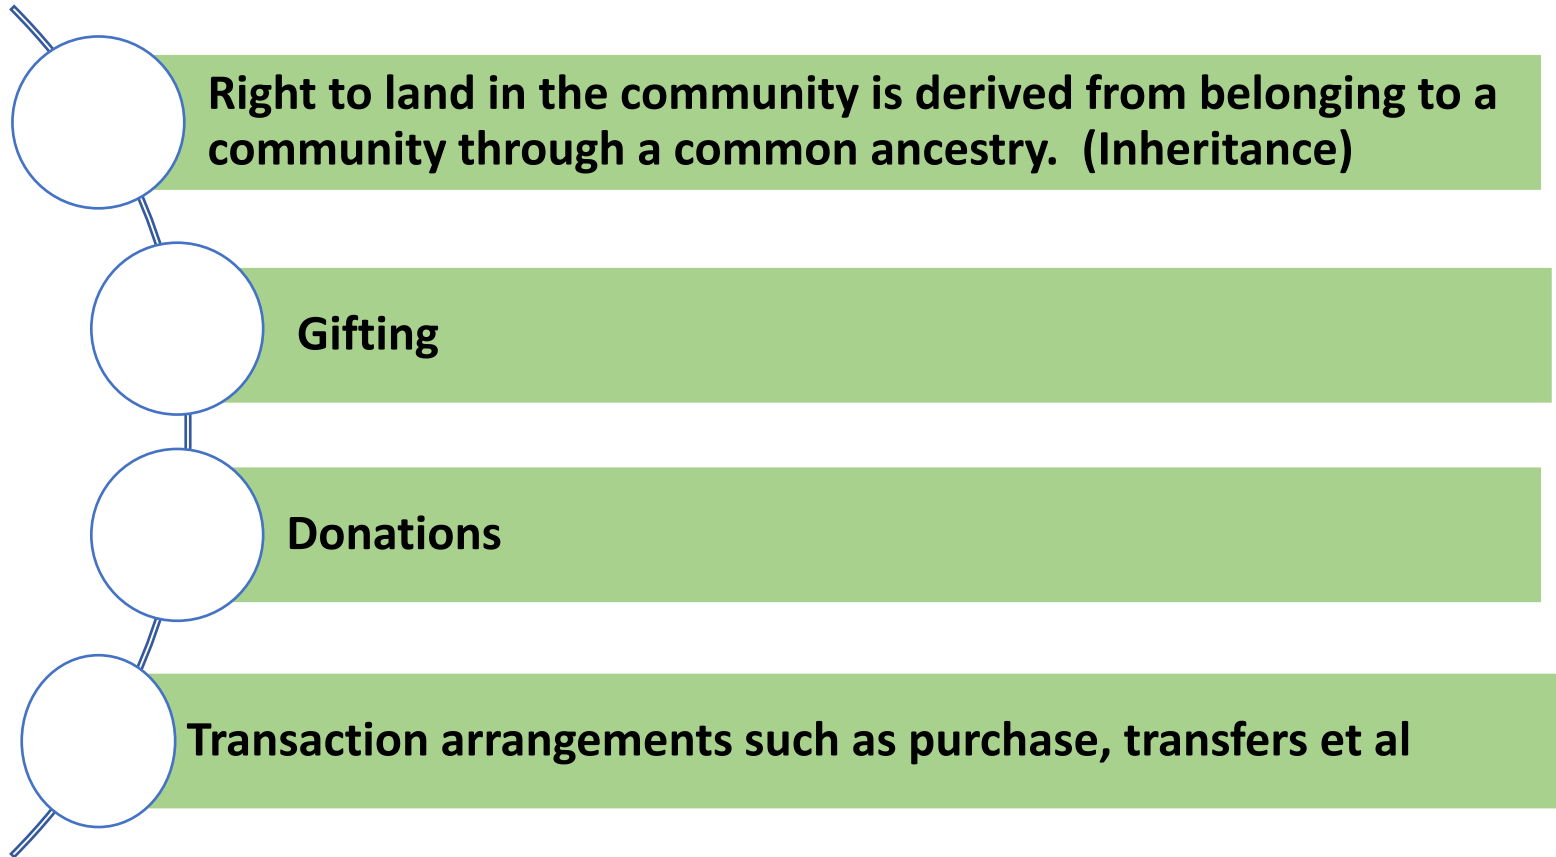 Right to land in the community is derived from belonging to a
community through a common ancestry.  (Inheritance)
Gifting
Donations
Transaction arrangements such as purchase, transfers et al